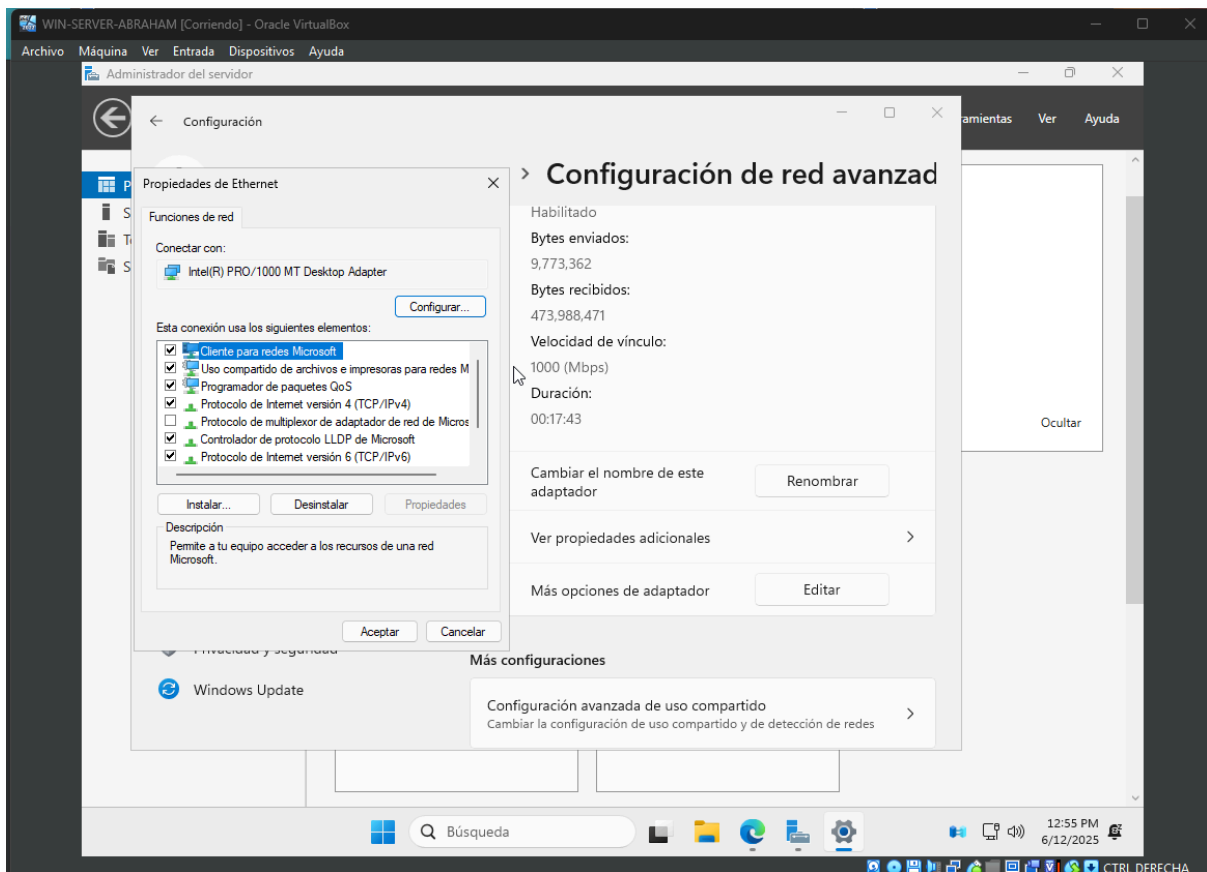 WIN-SERVER-ABRAHAM [Corriendo] - Oracle VirtualBox
Archivo Máquina Ver Entrada Dispositivos Ayuda
Administrador del servidor
Configuración
ramientas Ver Ayuda
Propiedades de Ethernet
> Configuración de red avanzad
Funciones de red
Conectar con:
Intel(R) PRO/1000 MT Desktop Adapter
Configurar...
Esta conexión usa los siguientes elementos:
Cliente para redes Microsoft
Uso compartido de archivos e impresoras para redes M
Programador de paquetes QoS
Protocolo de Internet versión 4 (TCP/IPv4)
Protocolo de multiplexor de adaptador de red de Micros
Controlador de protocolo LLDP de Microsoft
Protocolo de Internet versión 6 (TCP/IPv6)
Instalar...
Desinstalar
Propiedades
Descripción
Permite a tu equipo acceder a los recursos de una red
Microsoft.
Aceptar
Cancelar
Habilitado
Bytes enviados:
9,773,362
Bytes recibidos:
473,988,471
Velocidad de vínculo:
1000 (Mbps)
Duración:
00:17:43
Ocultar
Cambiar el nombre de este
adaptador
Renombrar
Ver propiedades adicionales
Más opciones de adaptador
Editar
Privacidad y seguridad
Windows Update
Más configuraciones
Configuración avanzada de uso compartido
Cambiar la configuración de uso compartido y de detección de redes
Búsqueda
12:55 PM
6/12/2025
CTRL DERECHA